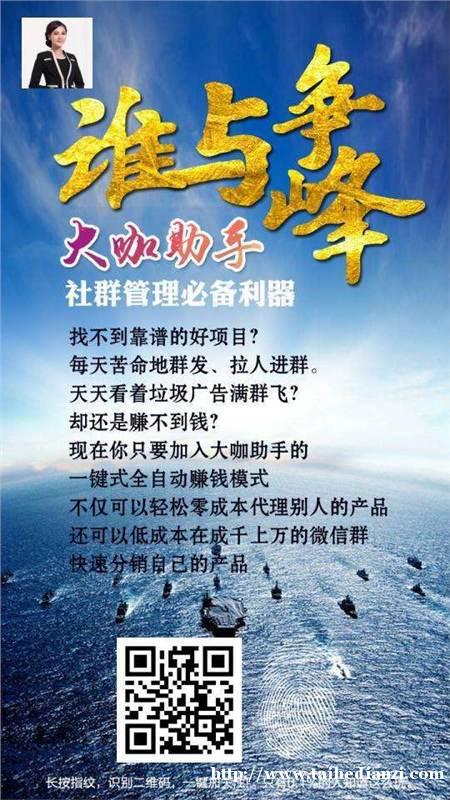 谁与争峰
大咖助手
社群管理必备利器
找不到靠谱的好项目?
每天苦命地群发、拉人进群。
天天看着垃圾广告满群飞?
却还是赚不到钱?
现在你只要加入大咖助手的
一键式全自动赚钱模式
不仅可以轻松零成本代理别人的产品
还可以低成本在成千上万的微信群
快速分销自己的产品
http://www.taihedianzi.com
长按指纹，识别二维码，一键加关注!